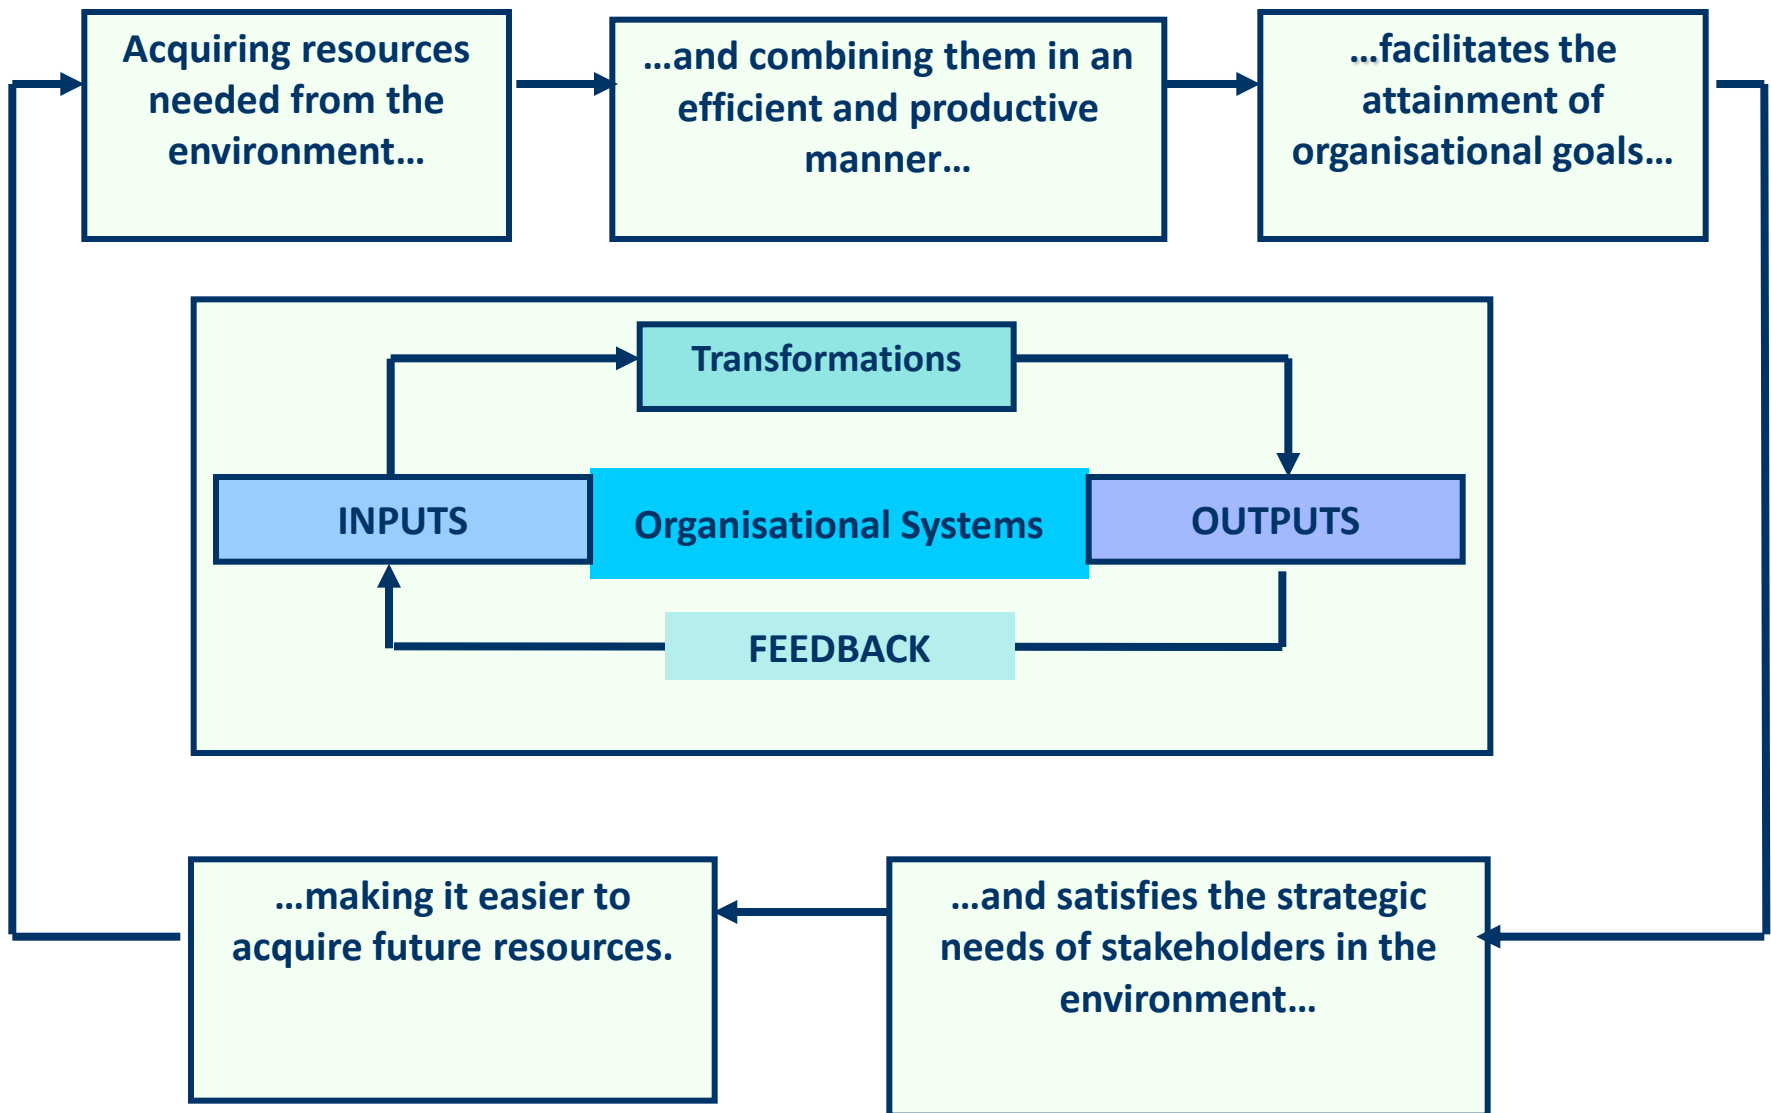 Acquiring resources
needed from the
environment…
…and combining them in an
efficient and productive
manner…
…facilitates the
attainment of
organisational goals…
Transformations
INPUTS
Organisational Systems
OUTPUTS
FEEDBACK
…making it easier to
acquire future resources.
…and satisfies the strategic
needs of stakeholders in the
environment…